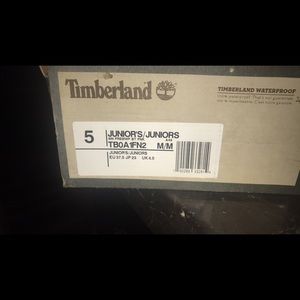 Timberland
TIMBERLAND WATERPROOF
5
JUNIOR'S/JUNIORS
TB0A1FN2 M/M
JUNIOR'S/JUNIORS
EU 37.5 JP 23 UK 4.5